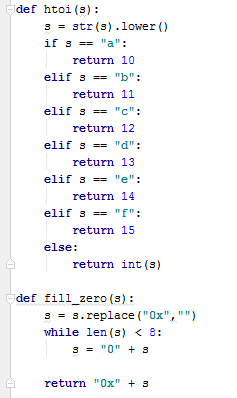 def htoi(s):
    s = str(s).lower()
    if s == "a":
        return 10
    elif s == "b":
        return 11
    elif s == "c":
        return 12
    elif s == "d":
        return 13
    elif s == "e":
        return 14
    elif s == "f":
        return 15
    else:
        return int(s)

def fill_zero(s):
    s = s.replace("0x","")
    while len(s) < 8:
        s = "0" + s

    return "0x" + s